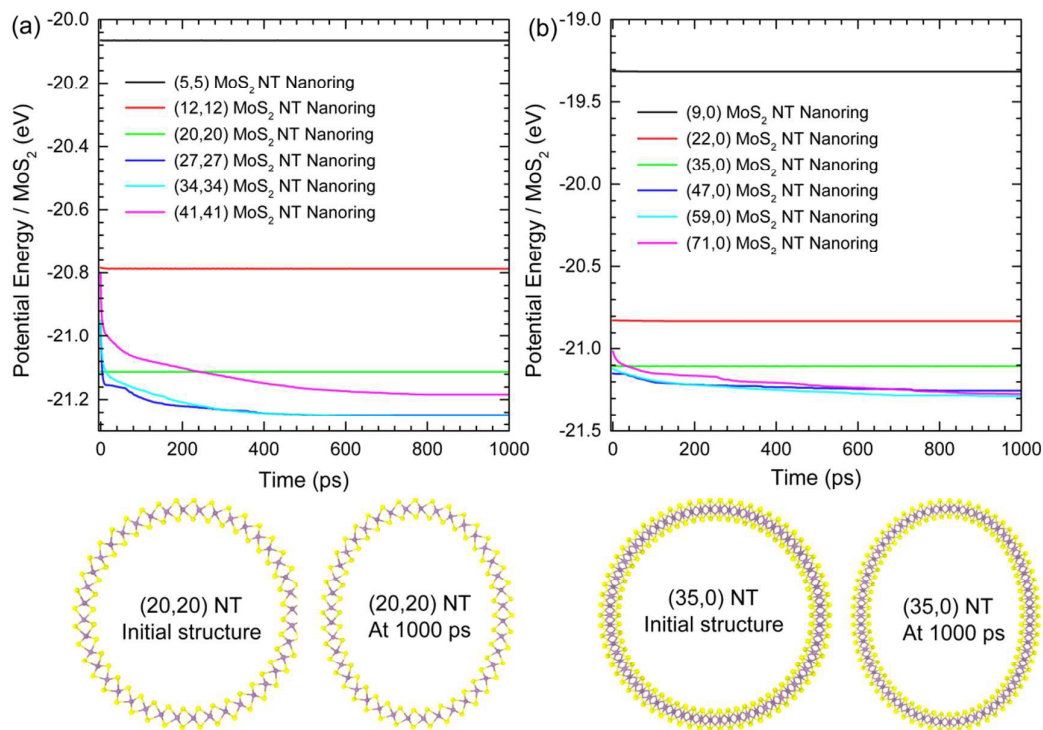 (a)
Potential Energy / MoS₂ (eV)
-20.0
-20.2
-20.4
-20.6
-20.8
-21.0
-21.2
(5,5) MoS₂ NT Nanoring
(12,12) MoS₂ NT Nanoring
(20,20) MoS₂ NT Nanoring
(27,27) MoS₂ NT Nanoring
(34,34) MoS₂ NT Nanoring
(41,41) MoS₂ NT Nanoring
0 200 400 600 800 1000
Time (ps)
(b)
Potential Energy / MoS₂ (eV)
-19.0
-19.5
-20.0
-20.5
-21.0
-21.5
(9,0) MoS₂ NT Nanoring
(22,0) MoS₂ NT Nanoring
(35,0) MoS₂ NT Nanoring
(47,0) MoS₂ NT Nanoring
(59,0) MoS₂ NT Nanoring
(71,0) MoS₂ NT Nanoring
0 200 400 600 800 1000
Time (ps)
(20,20) NT
Initial structure
(20,20) NT
At 1000 ps
(35,0) NT
Initial structure
(35,0) NT
At 1000 ps